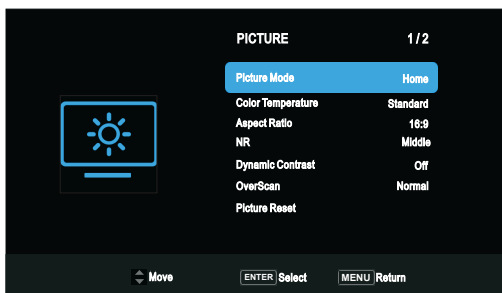 PICTURE 1/2
Picture Mode Home
Color Temperature Standard
Aspect Ratio 16:9
NR Middle
Dynamic Contrast Off
OverScan Normal
Picture Reset
Move ENTER Select MENU Return